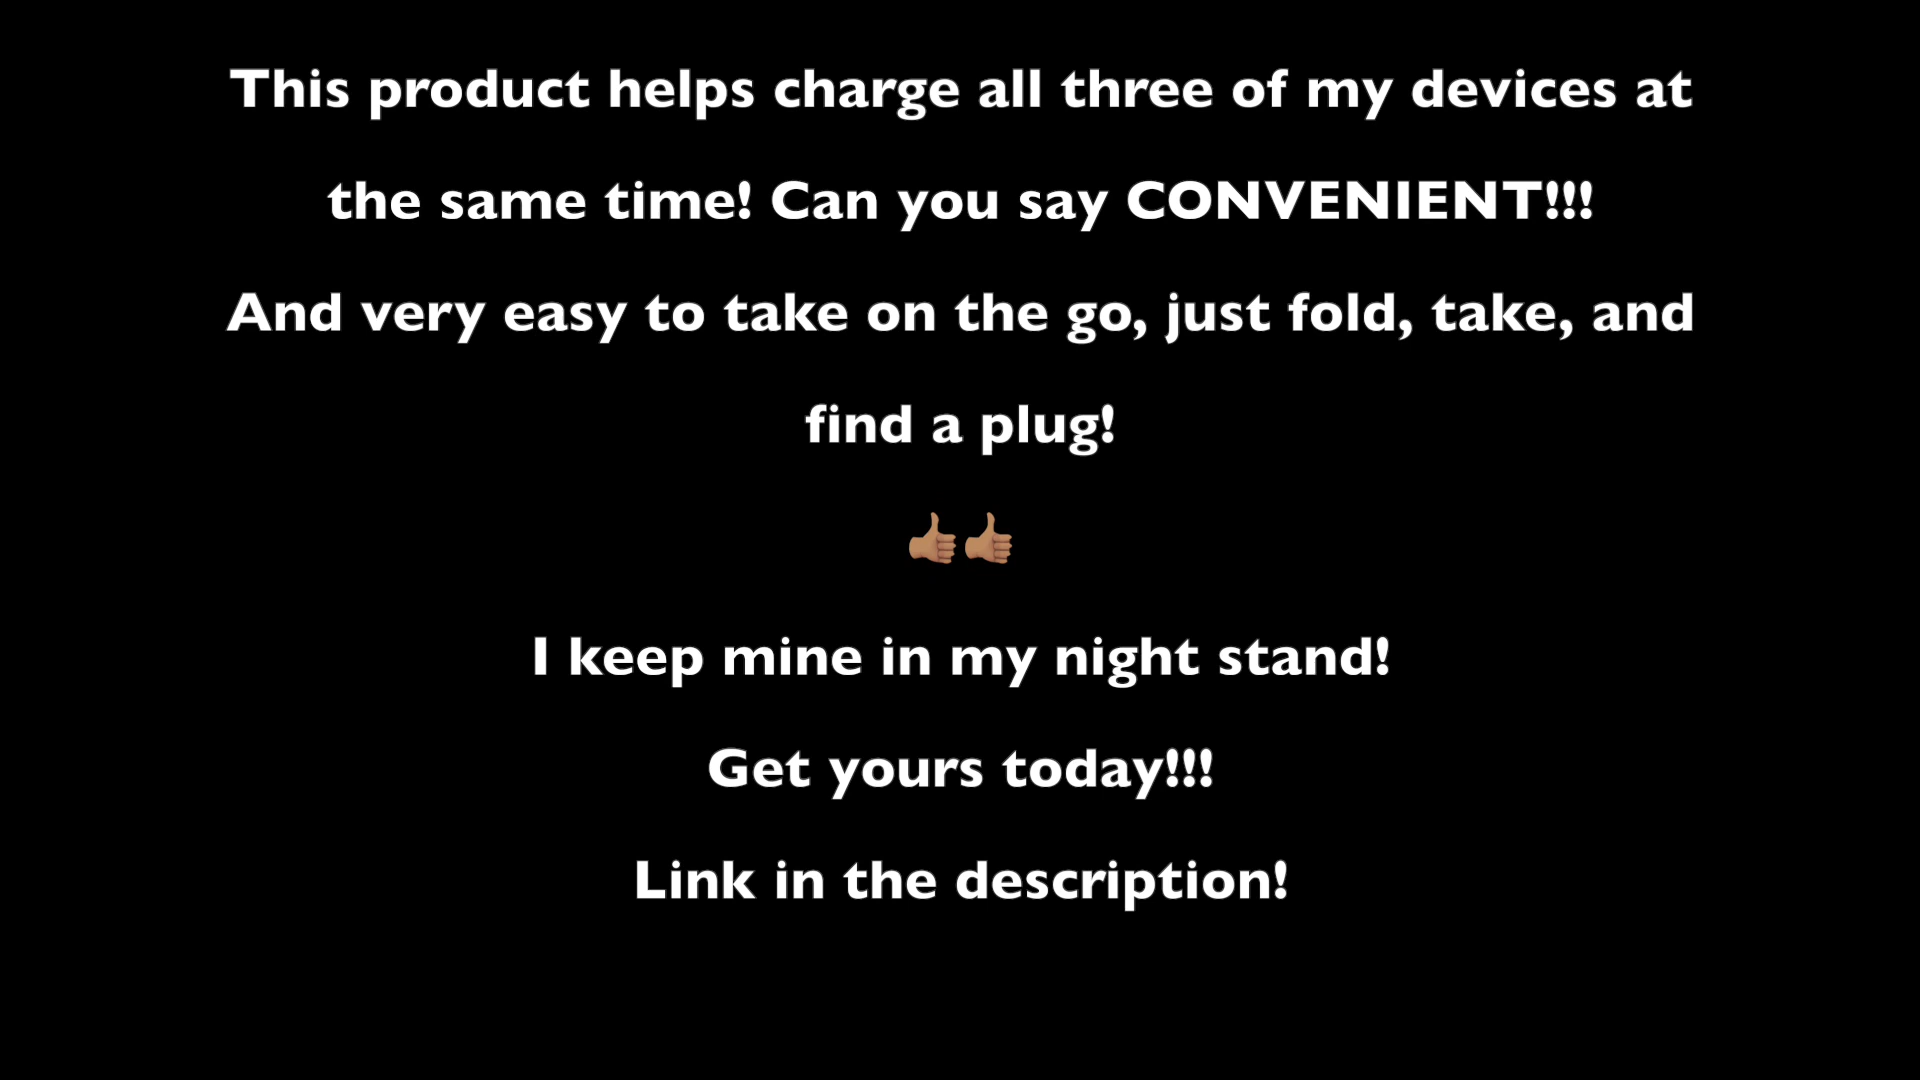 This product helps charge all three of my devices at
the same time! Can you say CONVENIENT!!!
And very easy to take on the go, just fold, take, and
find a plug!
👍🏽👍🏽
I keep mine in my night stand!
Get yours today!!!
Link in the description!